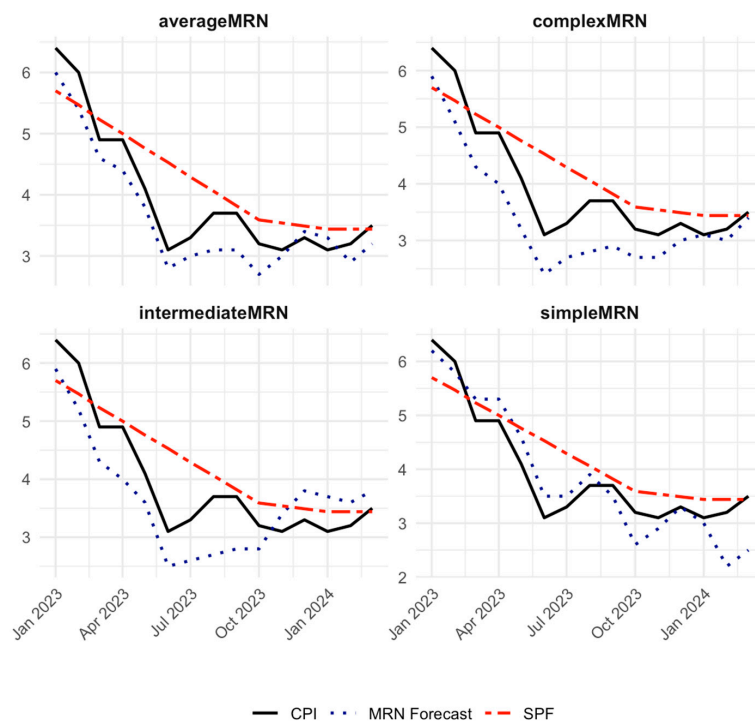 averageMRN
complexMRN
6
5
4
3
6
5
4
3
intermediateMRN
simpleMRN
6
5
4
3
6
5
4
3
2
Jan 2023
Apr 2023
Jul 2023
Oct 2023
Jan 2024
Jan 2023
Apr 2023
Jul 2023
Oct 2023
Jan 2024
CPI MRN Forecast SPF